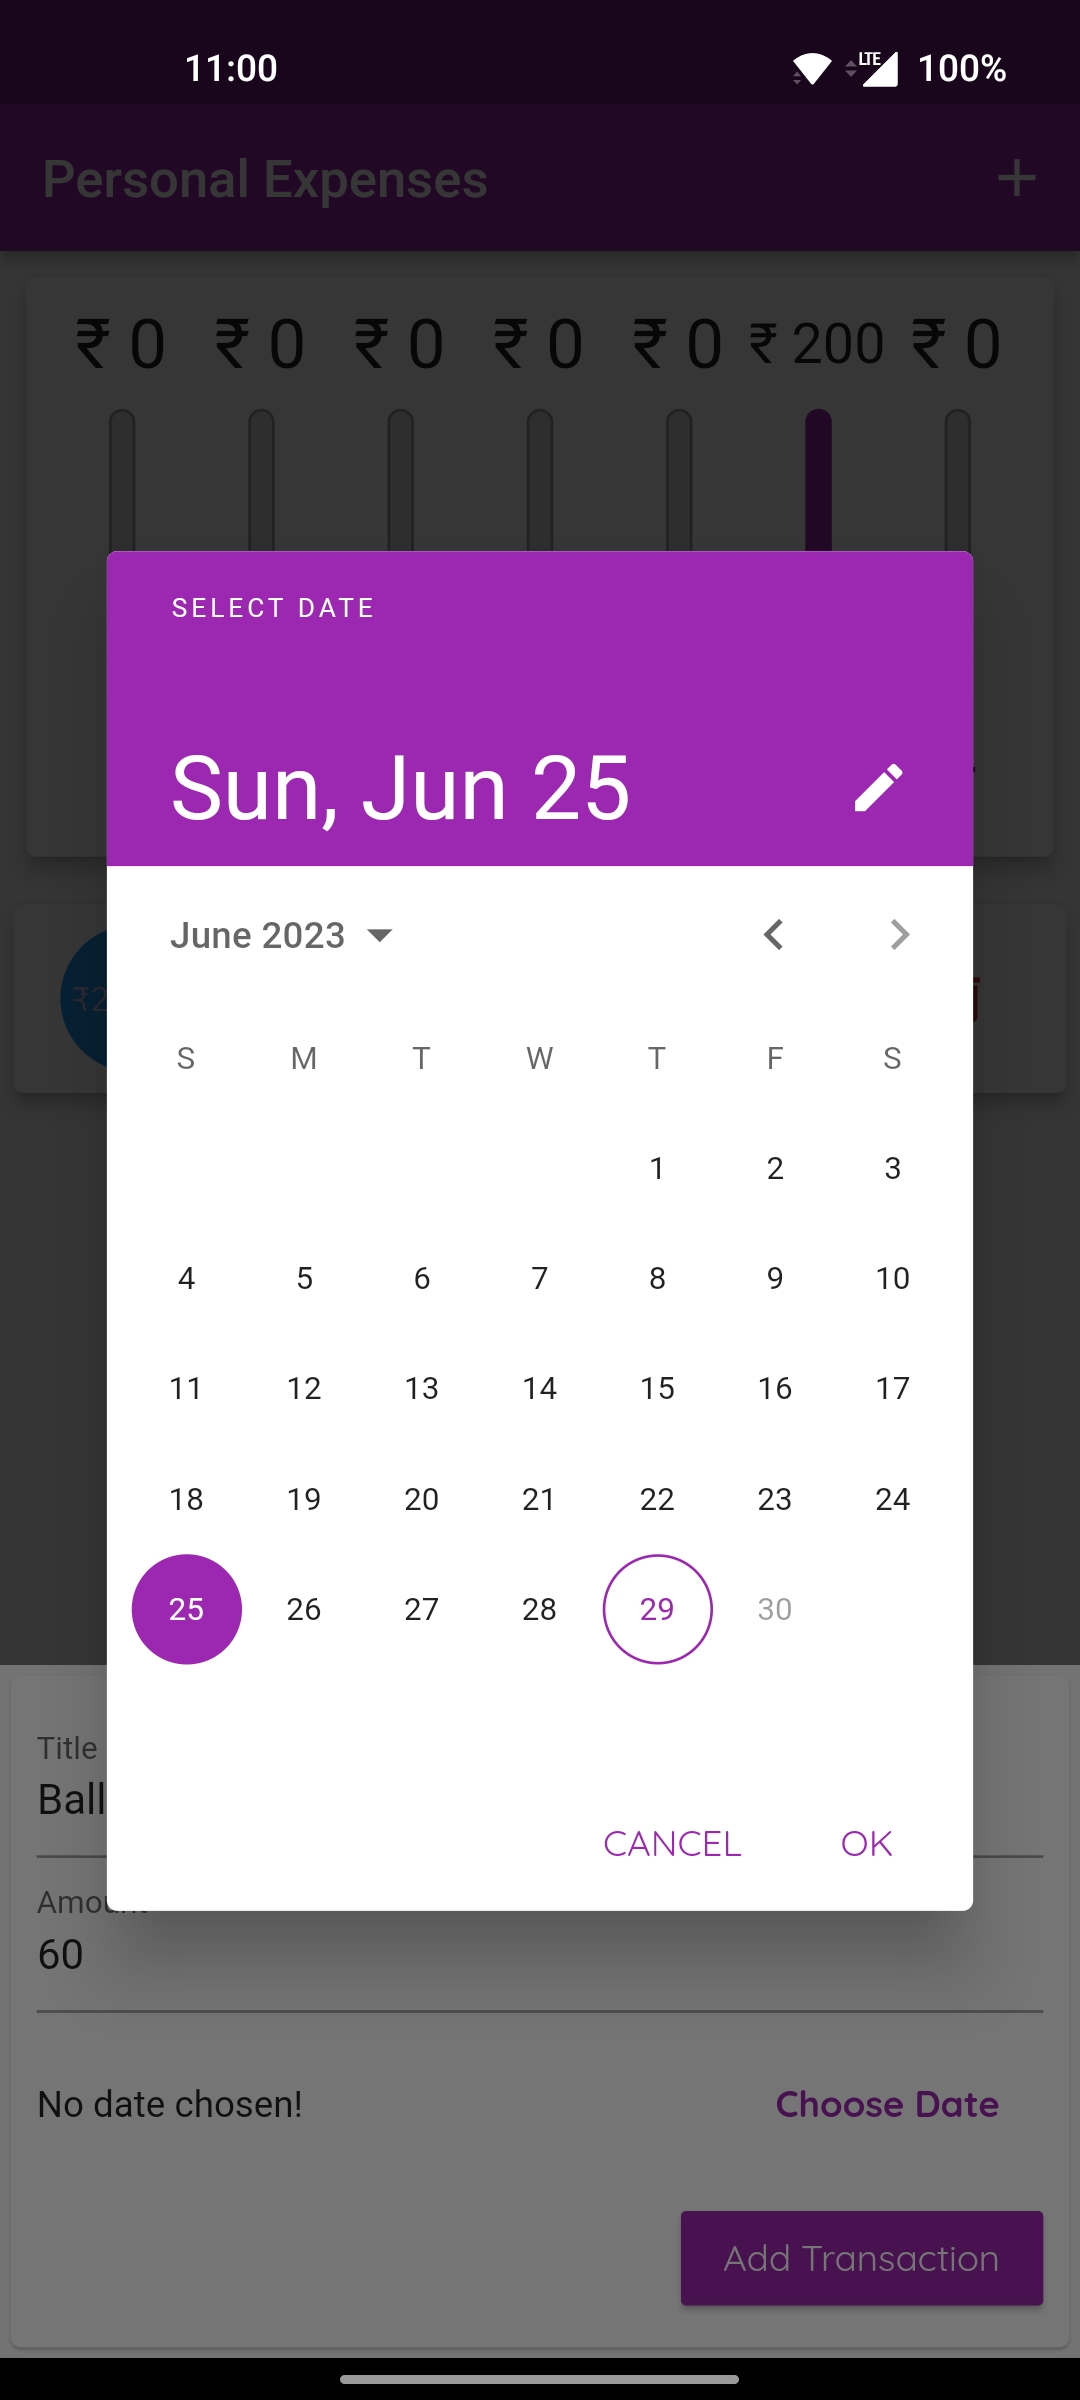 11:00 LTE 100%
Personal Expenses +
₹ 0 ₹ 0 ₹ 0 ₹ 0 ₹ 0 ₹ 200 ₹ 0
SELECT DATE
Sun, Jun 25
June 2023
S M T W T F S
1 2 3
4 5 6 7 8 9 10
11 12 13 14 15 16 17
18 19 20 21 22 23 24
25 26 27 28 29 30
CANCEL OK
Title
Ball
Amount
60
No date chosen! Choose Date
Add Transaction